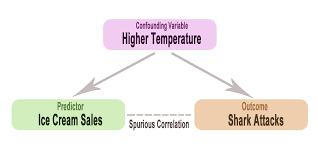 Confounding Variable
Higher Temperature
Predictor
Ice Cream Sales
Spurious Correlation
Outcome
Shark Attacks